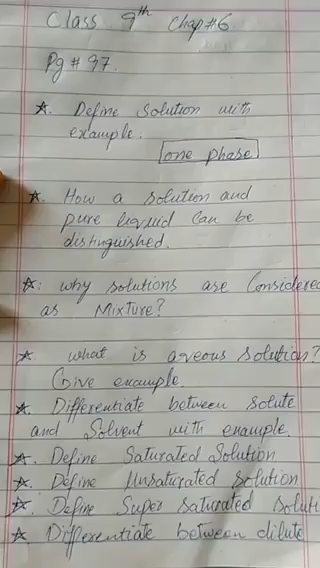 Class 9th Chap#6
Pg # 97.
☆. Define Solution with
example.
one phase
☆. How a solution and
pure liquid can be
distinguished.
☆: why solutions are Considered
as Mixture?
☆ what is aqeous solution?
Give example.
☆. Differentiate between solute
and Solvent with example.
☆. Define Saturated Solution
☆. Define Unsaturated solution
☆. Define Super saturated soluti
☆. Differentiate between dilute